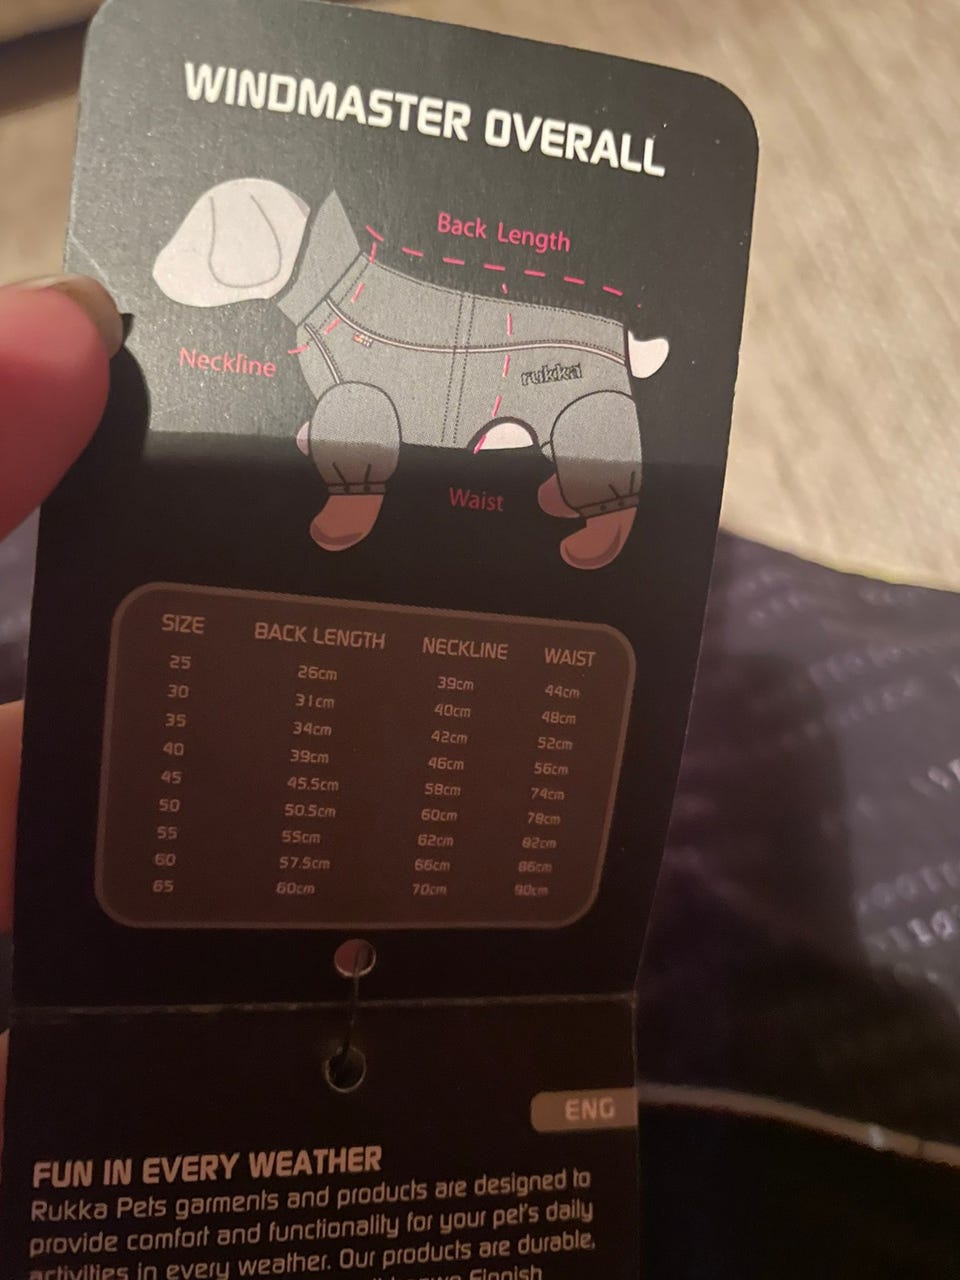 WINDMASTER OVERALL
Back Length
Neckline
rukka
Waist
SIZE BACK LENGTH NECKLINE WAIST
25 26cm 39cm 44cm
30 31cm 40cm 48cm
35 34cm 42cm 52cm
40 39cm 46cm 56cm
45 45.5cm 58cm 74cm
50 50.5cm 60cm 78cm
55 55cm 62cm 82cm
60 57.5cm 66cm 86cm
65 60cm 70cm 90cm
ENG
FUN IN EVERY WEATHER
Rukka Pets garments and products are designed to
provide comfort and functionality for your pet's daily
activities in every weather. Our products are durable,
Finnish